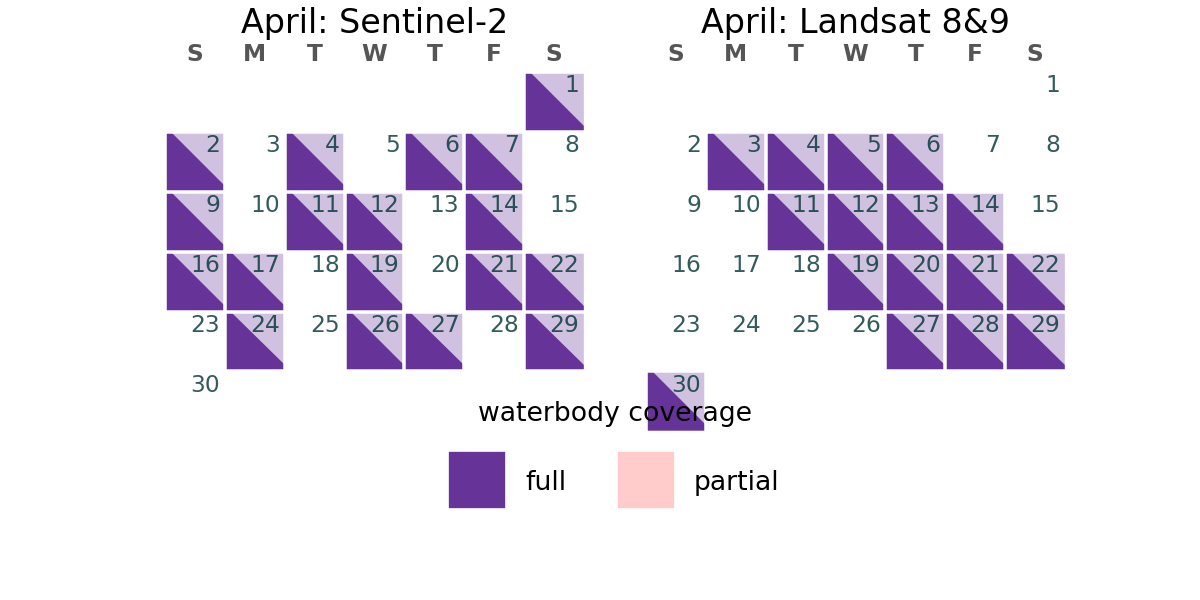 April: Sentinel-2
S M T W T F S
1
2 3 4 5 6 7 8
9 10 11 12 13 14 15
16 17 18 19 20 21 22
23 24 25 26 27 28 29
30
April: Landsat 8&9
S M T W T F S
1
2 3 4 5 6 7 8
9 10 11 12 13 14 15
16 17 18 19 20 21 22
23 24 25 26 27 28 29
30
waterbody coverage
full
partial